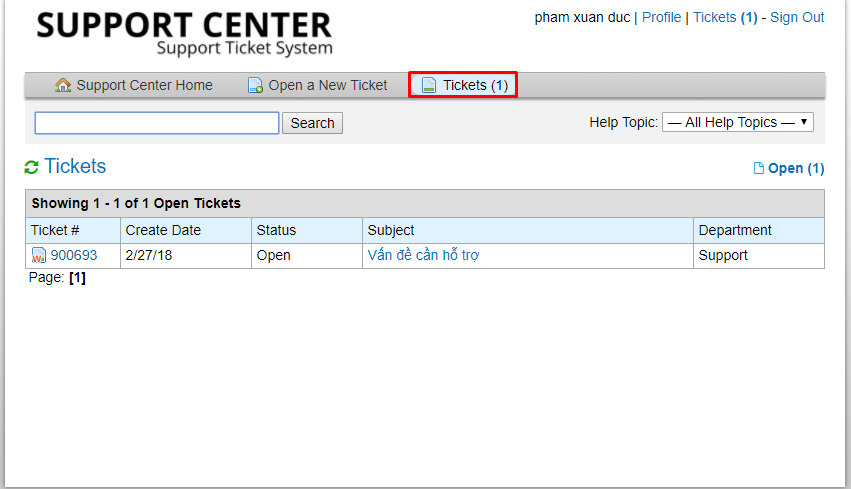 SUPPORT CENTER
Support Ticket System
pham xuan duc | Profile | Tickets (1) - Sign Out
Support Center Home Open a New Ticket Tickets (1)
Search Help Topic: — All Help Topics —
Tickets Open (1)
Showing 1 - 1 of 1 Open Tickets
Ticket # Create Date Status Subject Department
900693 2/27/18 Open Vấn đề cần hỗ trợ Support
Page: [1]